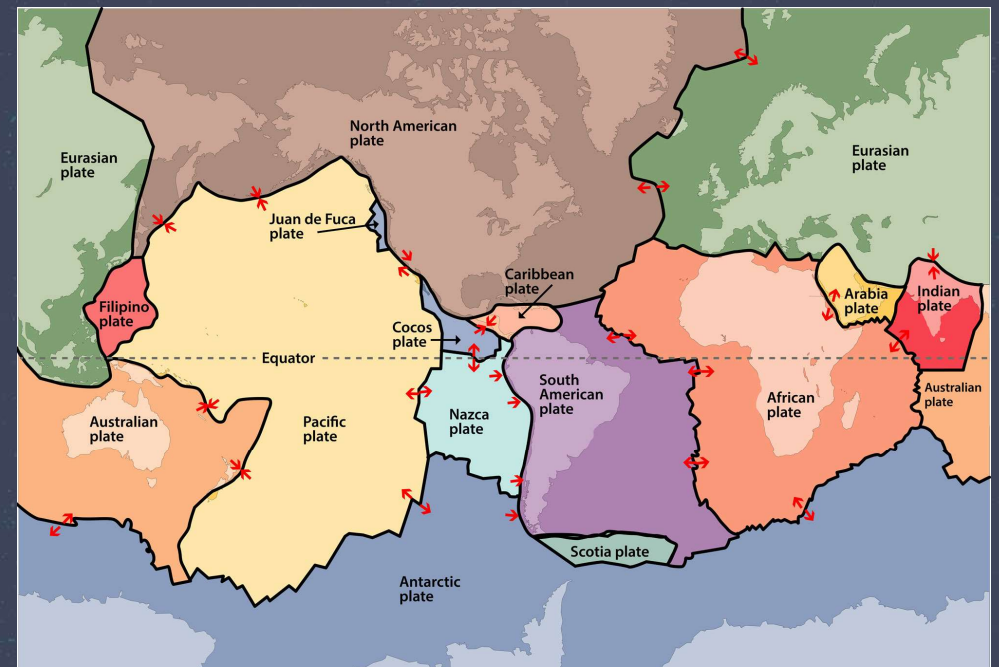 North American
plate
Eurasian
plate
Eurasian
plate
Juan de Fuca
plate
Caribbean
plate
Filipino
plate
Arabia
plate
Indian
plate
Cocos
plate
Equator
South
American
plate
Australian
plate
African
plate
Australian
plate
Pacific
plate
Nazca
plate
Scotia plate
Antarctic
plate